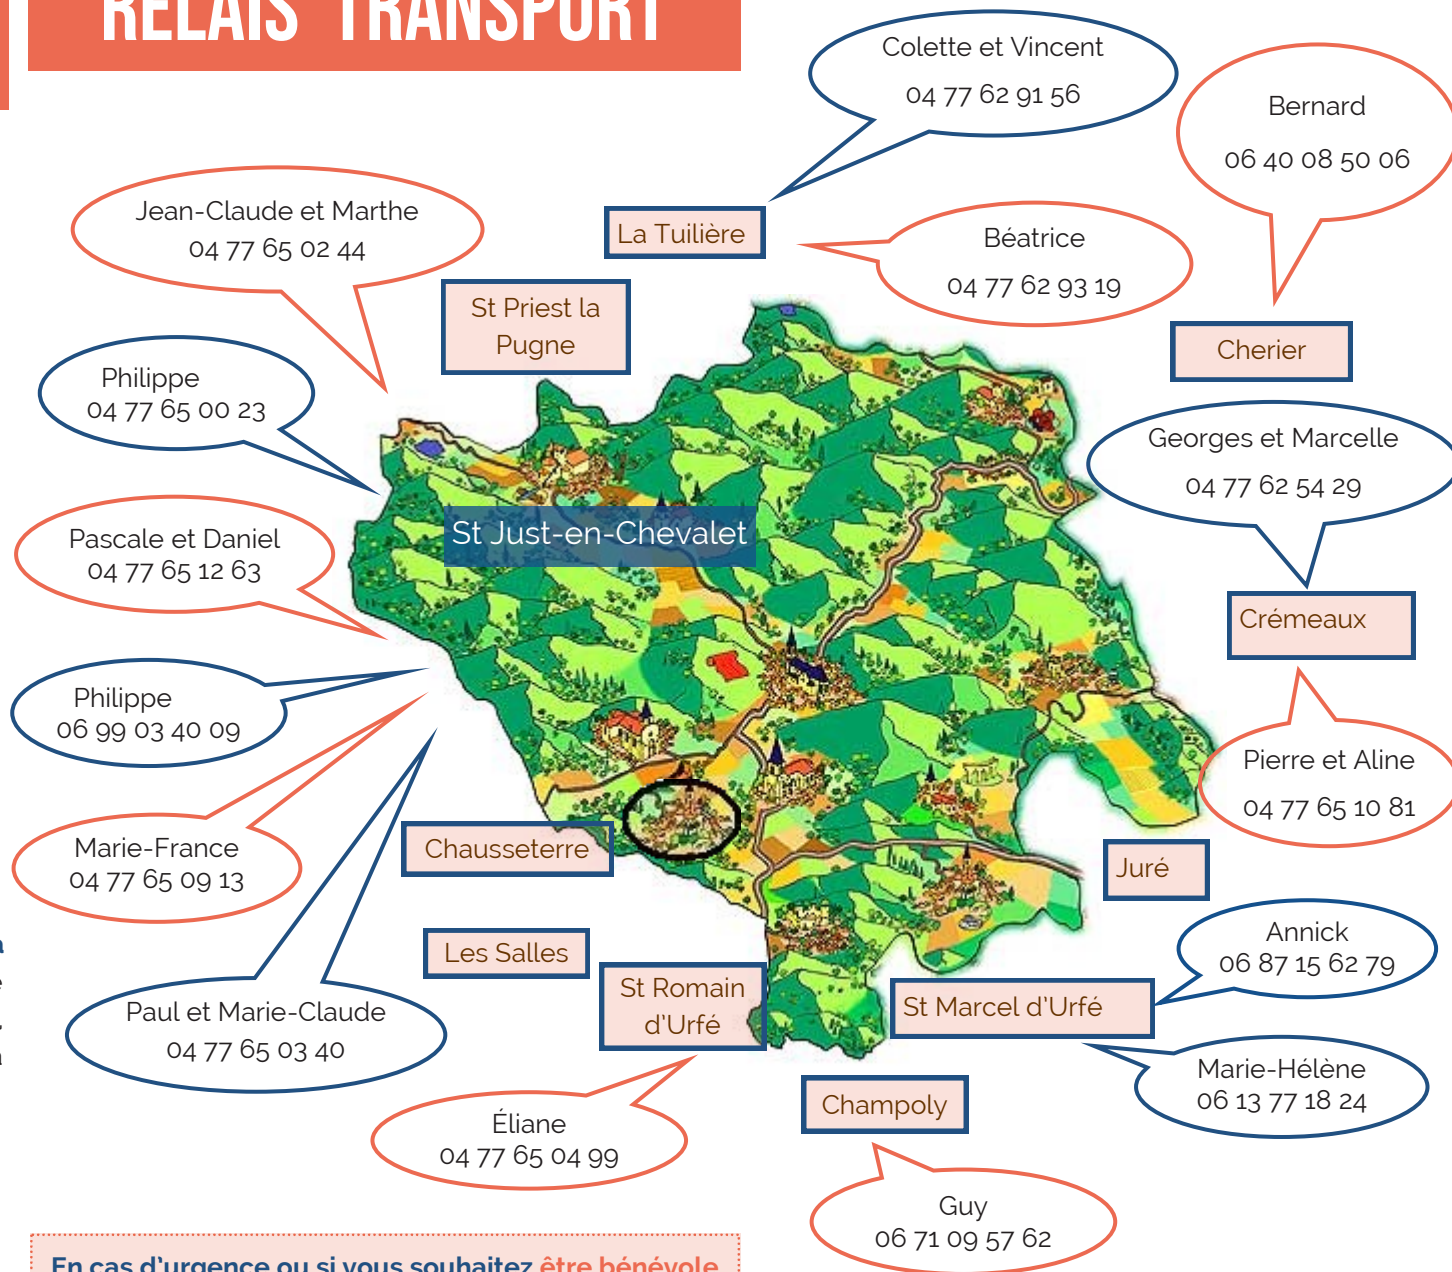 RELAIS TRANSPORT
Colette et Vincent
04 77 62 91 56
Bernard
06 40 08 50 06
Jean-Claude et Marthe
04 77 65 02 44
La Tuilière
Béatrice
04 77 62 93 19
St Priest la
Pugne
Cherier
Philippe
04 77 65 00 23
Georges et Marcelle
04 77 62 54 29
St Just-en-Chevalet
Pascale et Daniel
04 77 65 12 63
Crémeaux
Philippe
06 99 03 40 09
Pierre et Aline
04 77 65 10 81
Marie-France
04 77 65 09 13
Chausseterre
Juré
Les Salles
Annick
06 87 15 62 79
St Romain
d'Urfé
St Marcel d'Urfé
Paul et Marie-Claude
04 77 65 03 40
Marie-Hélène
06 13 77 18 24
Champoly
Éliane
04 77 65 04 99
Guy
06 71 09 57 62
En cas d'urgence ou si vous souhaitez être bénévole